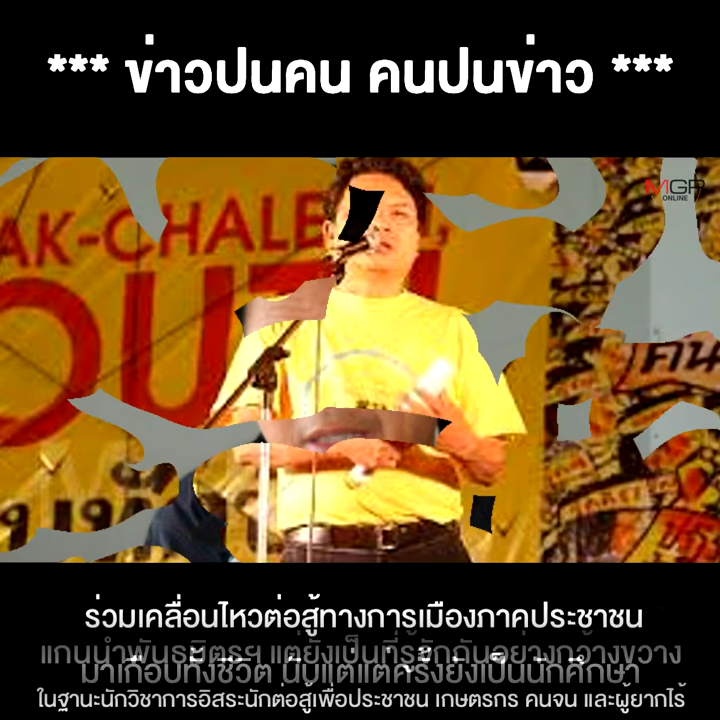 *** ข่าวปนคน คนปนข่าว ***
MGR
ONLINE
AK-CHALE
OUT
คน
ร่วมเคลื่อนไหวต่อสู้ทางการเมืองภาคประชาชน
แกนนำพันธมิตรฯ แต่ยังเป็นที่รู้จักกันอย่างกว้างขวาง
มาเกือบทั้งชีวิต นับแต่แต่ครั้งยังเป็นนักศึกษา
ในฐานะนักวิชาการอิสระนักต่อสู้เพื่อประชาชน เกษตรกร คนจน และผู้ยากไร้